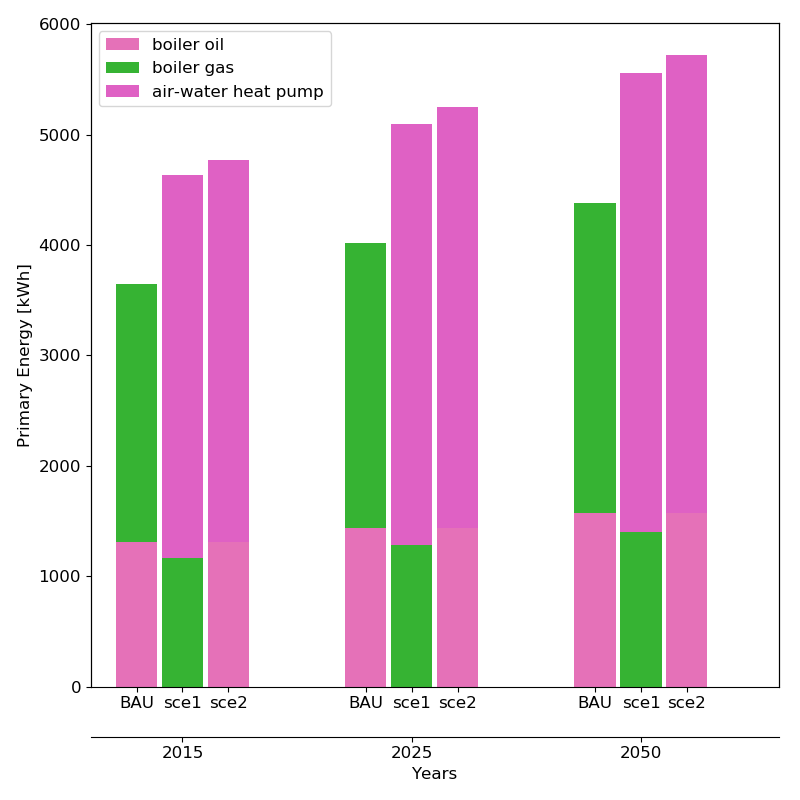 6000
5000
4000
3000
2000
1000
0
Primary Energy [kWh]
boiler oil
boiler gas
air-water heat pump
BAU sce1 sce2 BAU sce1 sce2 BAU sce1 sce2
2015 2025 2050
Years